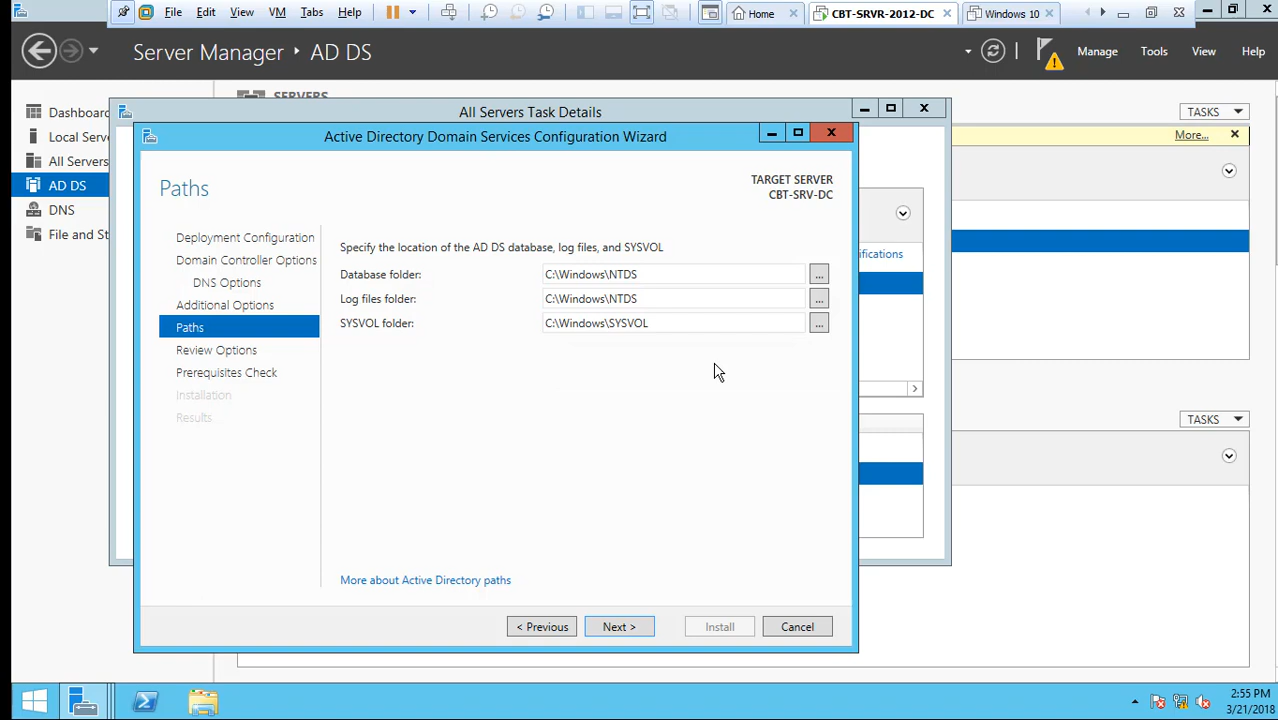 File Edit View VM Tabs Help Home CBT-SRVR-2012-DC Windows 10
Server Manager AD DS Manage Tools View Help
SERVERS
Dashboard
Local Serve
All Servers
AD DS
DNS
File and St
All Servers Task Details
TASKS
More...
ifications
TASKS
Active Directory Domain Services Configuration Wizard
Paths
TARGET SERVER
CBT-SRV-DC
Deployment Configuration
Domain Controller Options
DNS Options
Additional Options
Paths
Review Options
Prerequisites Check
Installation
Results
Specify the location of the AD DS database, log files, and SYSVOL
Database folder: C:\Windows\NTDS ...
Log files folder: C:\Windows\NTDS ...
SYSVOL folder: C:\Windows\SYSVOL ...
More about Active Directory paths
< Previous Next > Install Cancel
2:55 PM
3/21/2018